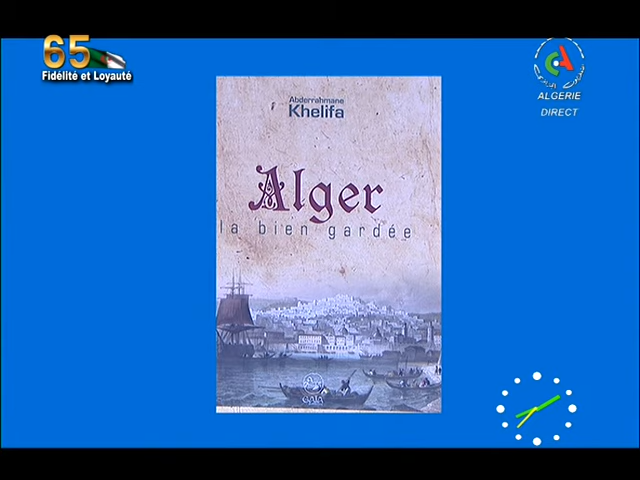 65
Fidélité et Loyauté
ALGERIE
DIRECT
Abderrahmane
Khelifa
Alger
la bien gardée